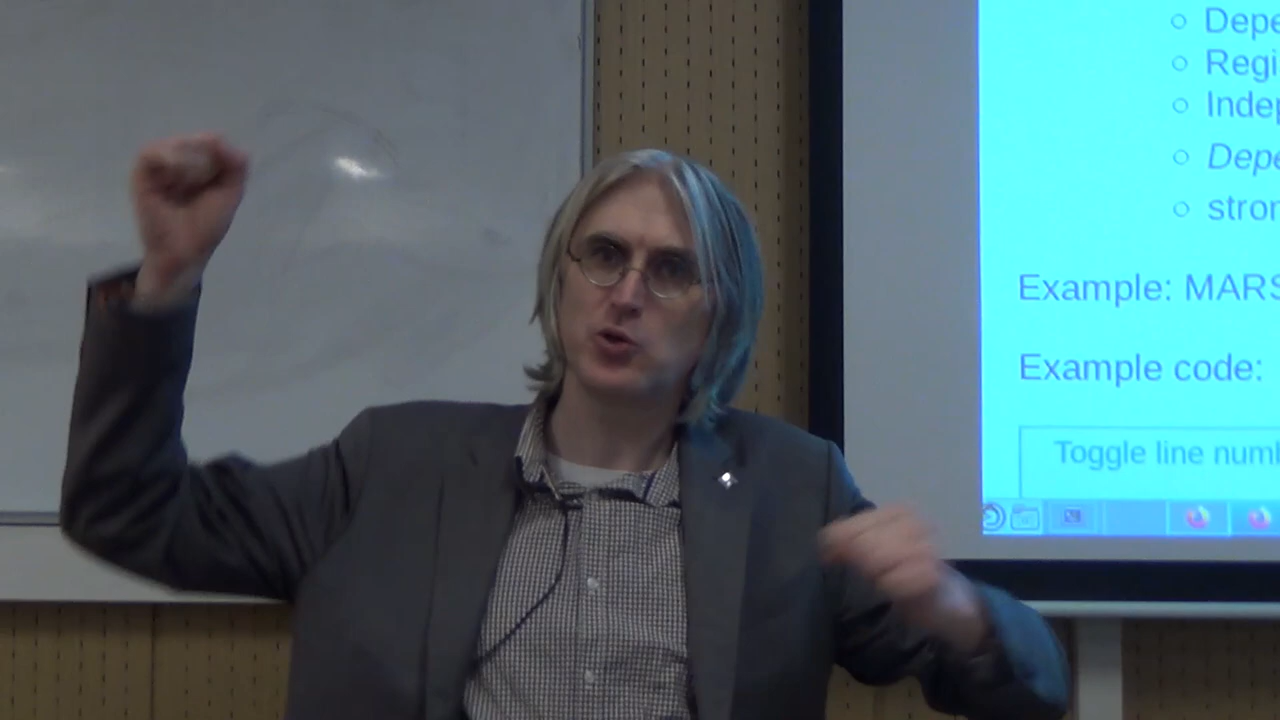 Depe
Regi
Indep
Depe
stron
Example: MARS
Example code:
Toggle line numb